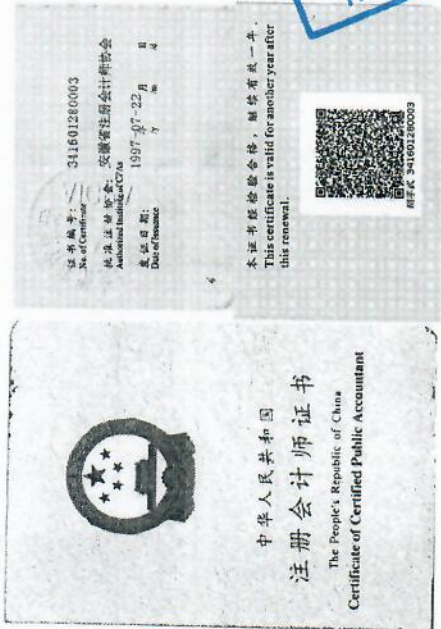 证书编号: 341601280003
No. of Certificate
批准注册协会: 安徽省注册会计师协会
Authorized Institute of CPAs
发证日期: 1997-07-22
Date of Issuance
本证书经检验合格，继续有效一年.
This certificate is valid for another year after
this renewal.
341601280003
中华人民共和国
注册会计师证书
The People's Republic of China
Certificate of Certified Public Accountant